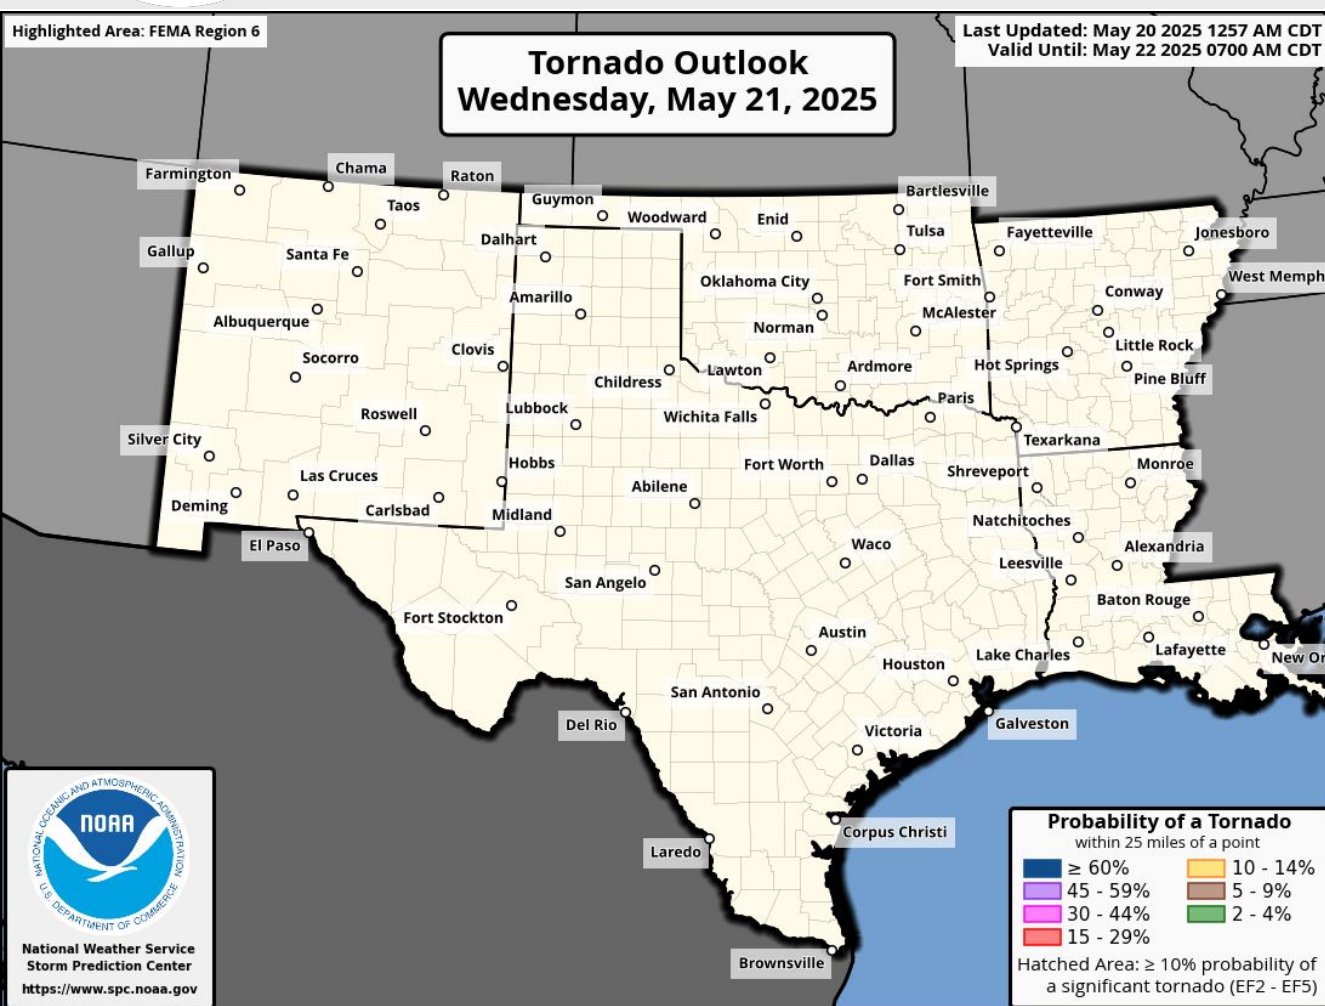 Highlighted Area: FEMA Region 6
Last Updated: May 20 2025 1257 AM CDT
Valid Until: May 22 2025 0700 AM CDT
Tornado Outlook
Wednesday, May 21, 2025
Farmington
Chama
Raton
Guymon
Bartlesville
Taos
Woodward
Enid
Tulsa
Fayetteville
Jonesboro
Gallup
Santa Fe
Dalhart
Oklahoma City
Fort Smith
West Memph
Amarillo
Conway
Albuquerque
Norman
McAlester
Little Rock
Socorro
Clovis
Childress
Lawton
Ardmore
Hot Springs
Pine Bluff
Roswell
Lubbock
Wichita Falls
Paris
Texarkana
Silver City
Las Cruces
Hobbs
Abilene
Fort Worth
Dallas
Shreveport
Monroe
Deming
Carlsbad
Midland
Natchitoches
El Paso
Waco
Alexandria
San Angelo
Leesville
Fort Stockton
Baton Rouge
Austin
Houston
Lake Charles
Lafayette
New Or
San Antonio
Del Rio
Galveston
Victoria
Corpus Christi
Laredo
Brownsville
NATIONAL OCEANIC AND ATMOSPHERIC ADMINISTRATION
NOAA
U.S. DEPARTMENT OF COMMERCE
National Weather Service
Storm Prediction Center
https://www.spc.noaa.gov
Probability of a Tornado
within 25 miles of a point
≥ 60%
10 - 14%
45 - 59%
5 - 9%
30 - 44%
2 - 4%
15 - 29%
Hatched Area: ≥ 10% probability of
a significant tornado (EF2 - EF5)